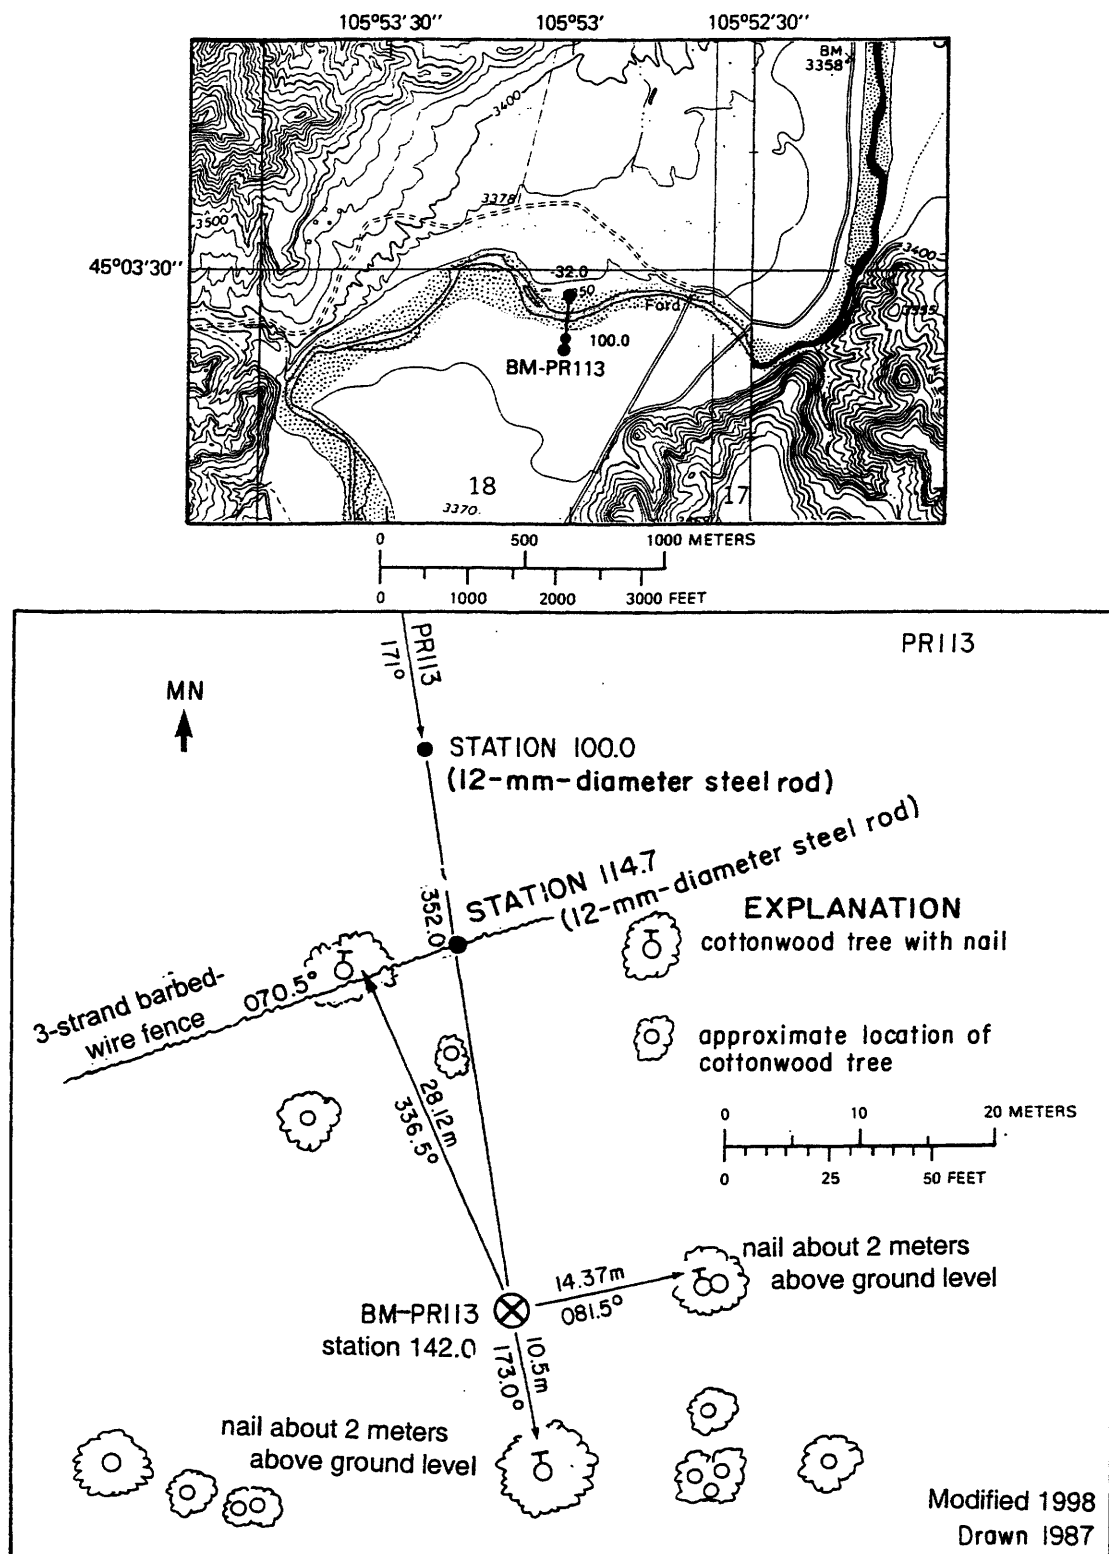 105°53'30''
105°53'
105°52'30''
BM
3358
3400
3378
3500
3400
45°03'30''
-32.0
Ford
3355
100.0
BM-PR113
18
17
3370
0 500 1000 METERS
0 1000 2000 3000 FEET
PR113
171°
PR113
MN
STATION 100.0
(12-mm-diameter steel rod)
352.0
STATION 114.7
(12-mm-diameter steel rod)
EXPLANATION
cottonwood tree with nail
3-strand barbed-
wire fence
070.5°
approximate location of
cottonwood tree
28.12m
336.5°
0 10 20 METERS
0 25 50 FEET
nail about 2 meters
above ground level
14.37m
081.5°
BM-PR113
station 142.0
10.5m
173.0°
nail about 2 meters
above ground level
Modified 1998
Drawn 1987